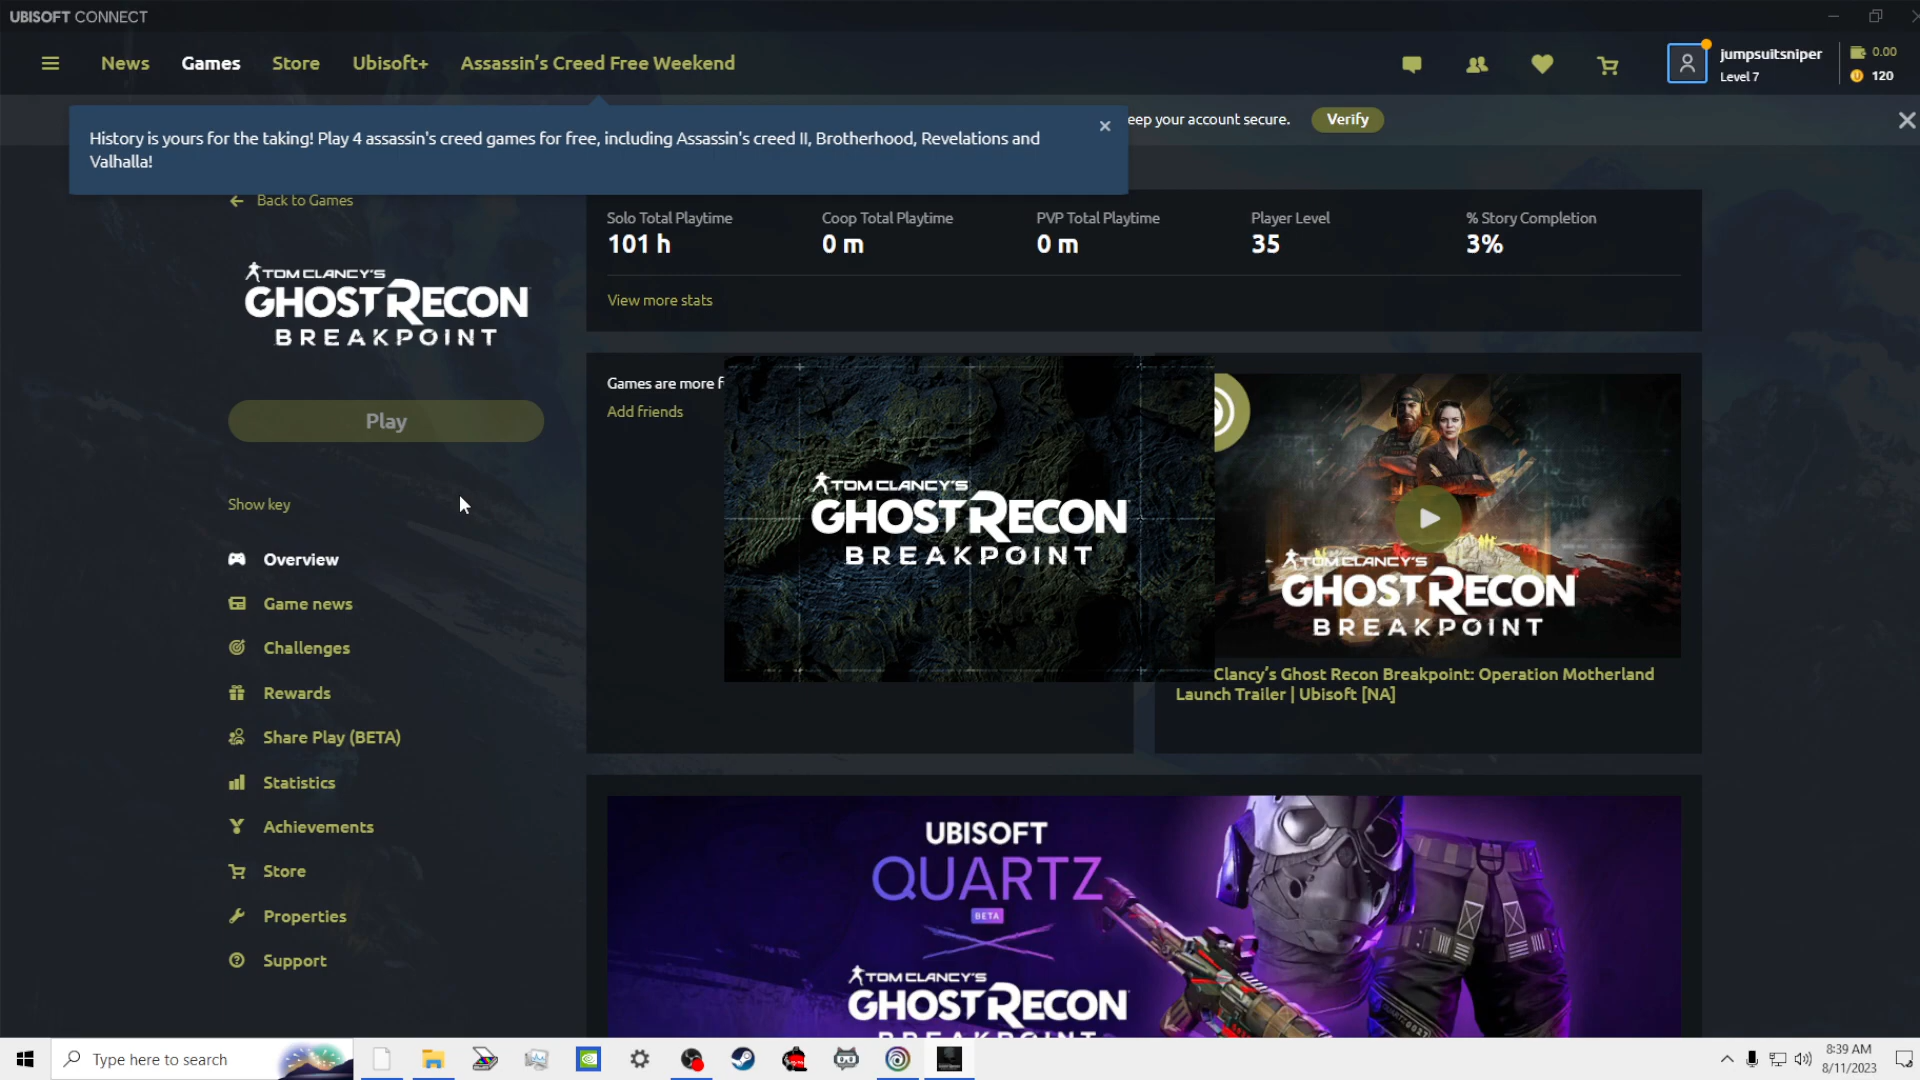 UBISOFT CONNECT
News
Games
Store
Ubisoft+
Assassin's Creed Free Weekend
jumpsuitsniper
Level 7
0.00
120
History is yours for the taking! Play 4 assassin's creed games for free, including Assassin's creed II, Brotherhood, Revelations and
Valhalla!
eep your account secure.
Verify
Back to Games
Solo Total Playtime
101 h
Coop Total Playtime
0 m
PVP Total Playtime
0 m
Player Level
35
% Story Completion
3%
View more stats
TOM CLANCY'S
GHOST RECON
BREAKPOINT
Play
Show key
Overview
Game news
Challenges
Rewards
Share Play (BETA)
Statistics
Achievements
Store
Properties
Support
Games are more f
Add friends
TOM CLANCY'S
GHOST RECON
BREAKPOINT
TOM CLANCY'S
GHOST RECON
BREAKPOINT
Clancy's Ghost Recon Breakpoint: Operation Motherland
Launch Trailer | Ubisoft [NA]
UBISOFT
QUARTZ
BETA
TOM CLANCY'S
GHOST RECON
BREAKPOINT
Type here to search
8:39 AM
8/11/2023